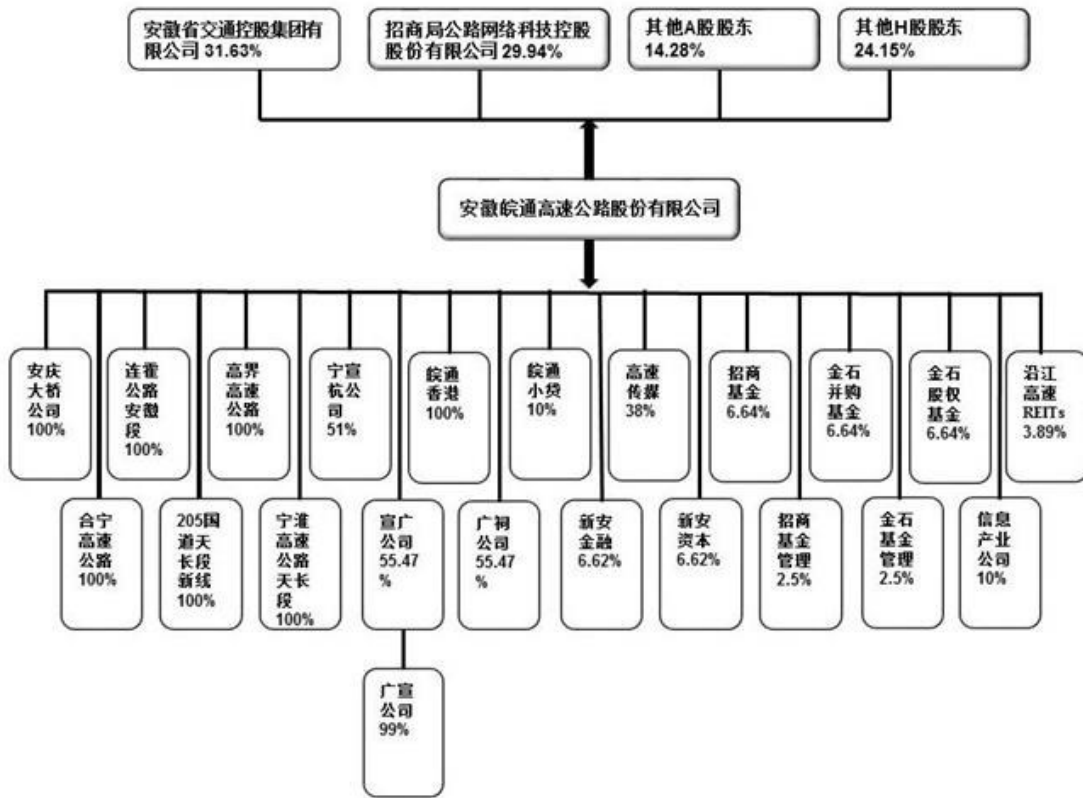 安徽省交通控股集团有
限公司 31.63%
招商局公路网络科技控股
股份有限公司 29.94%
其他A股股东
14.28%
其他H股股东
24.15%
安徽皖通高速公路股份有限公司
安庆
大桥
公司
100%
连霍
公路
安徽
段
100%
高界
高速
公路
100%
宁宣
杭公
司
51%
皖通
香港
100%
皖通
小贷
10%
高速
传媒
38%
招商
基金
6.64%
金石
并购
基金
6.64%
金石
股权
基金
6.64%
沿江
高速
REITs
3.89%
合宁
高速
公路
100%
205国
道天
长段
新线
100%
宁淮
高速
公路
天长
段
100%
宣广
公司
55.47
%
广祠
公司
55.47
%
新安
金融
6.62%
新安
资本
6.62%
招商
基金
管理
2.5%
金石
基金
管理
2.5%
信息
产业
公司
10%
广宣
公司
99%